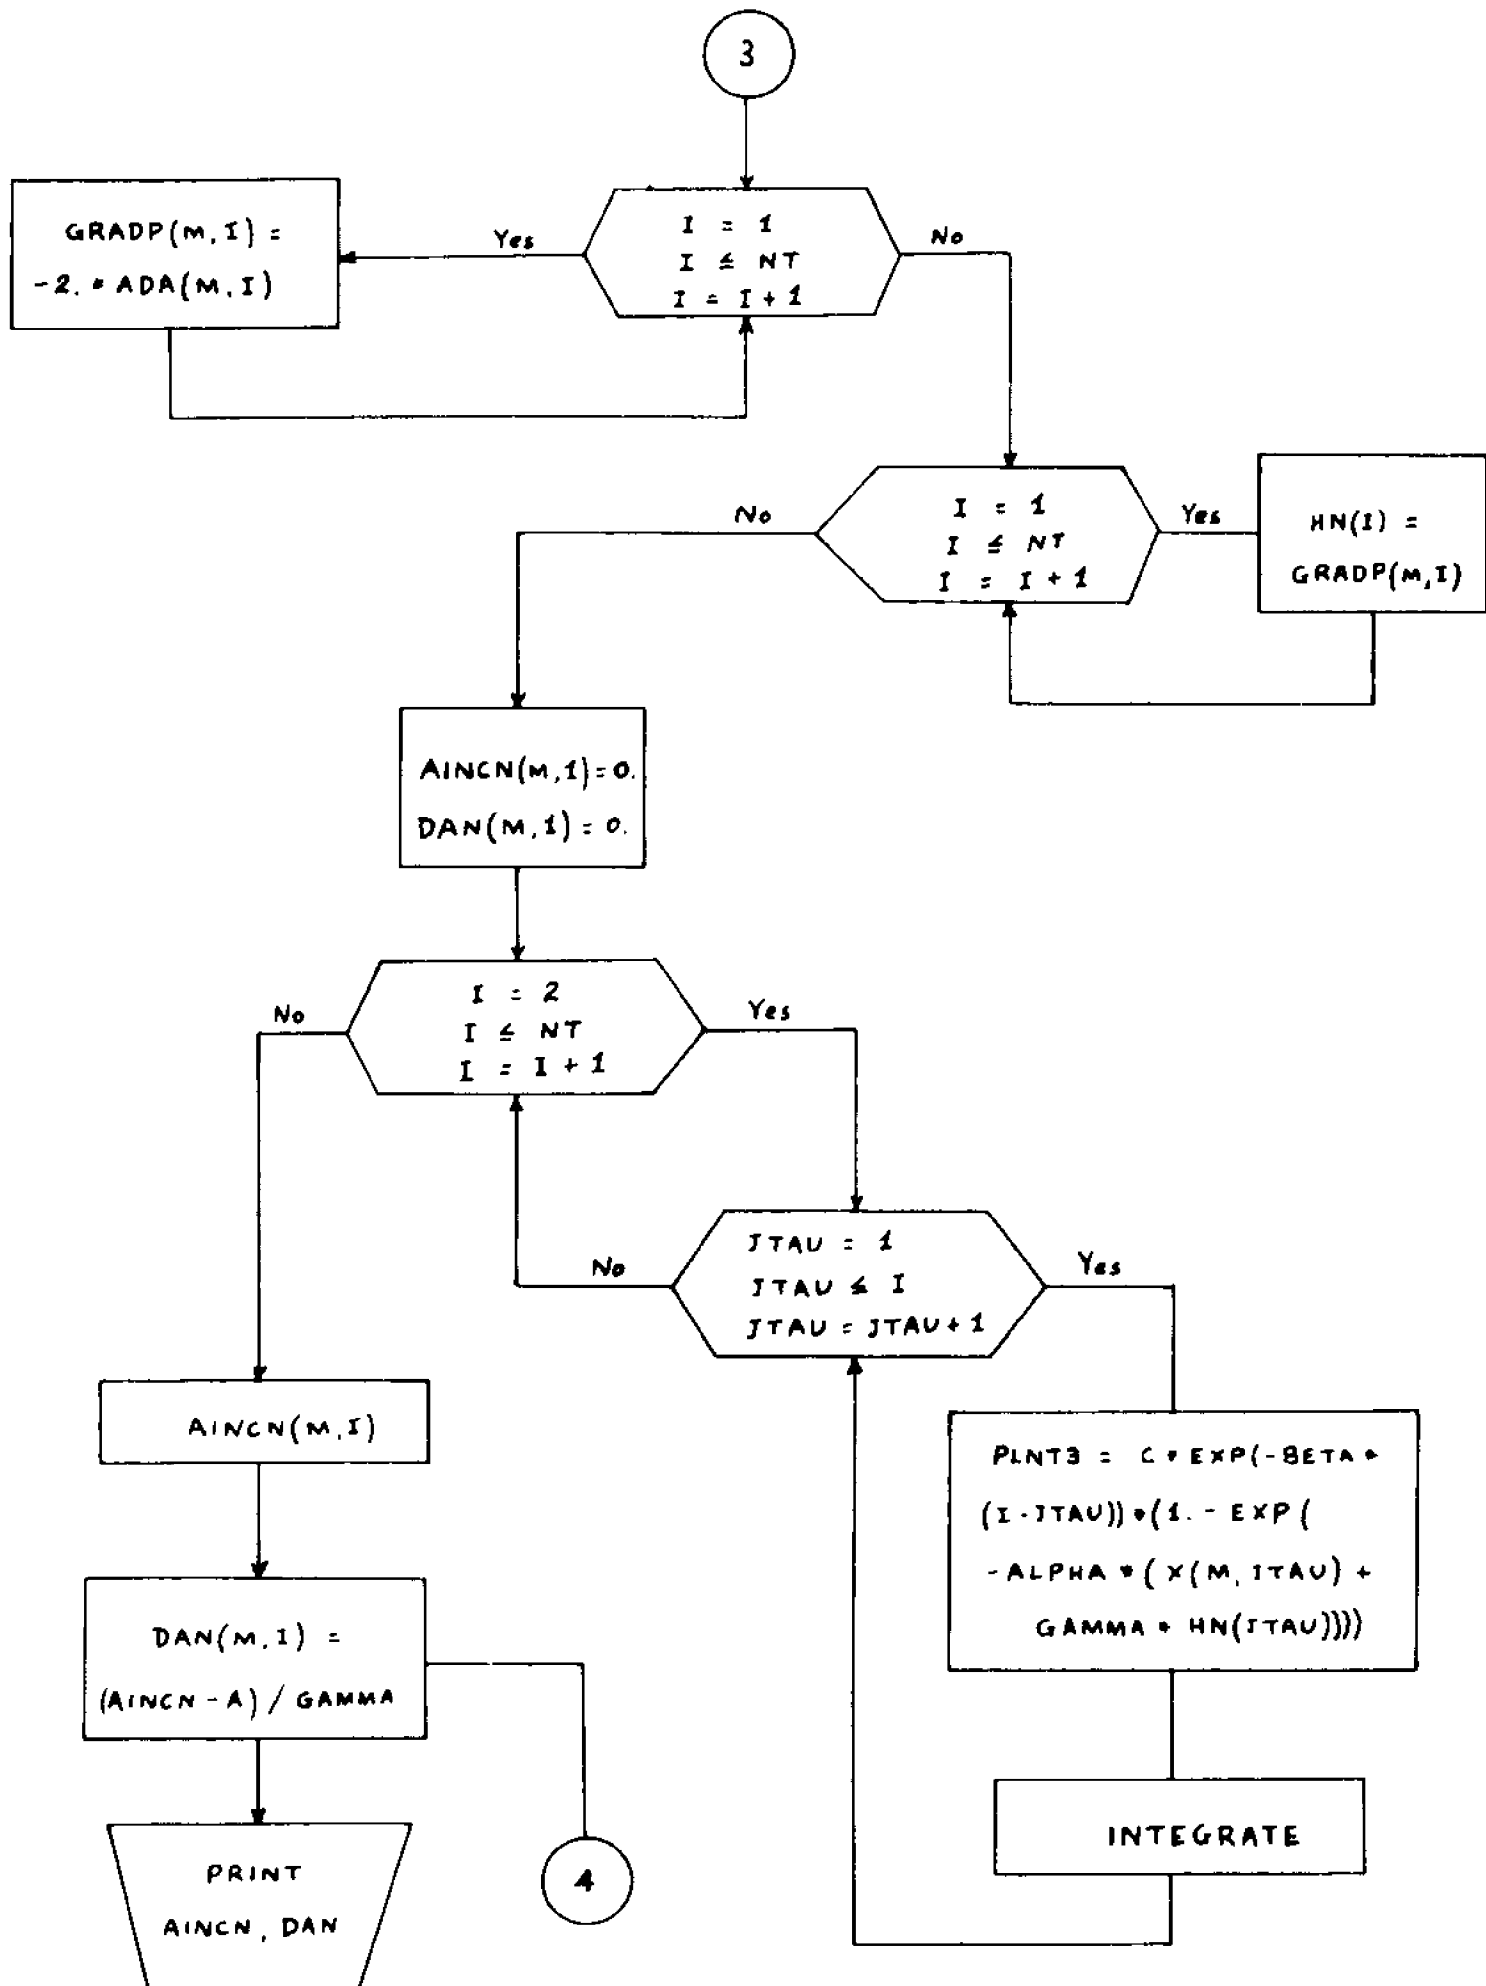 3
GRADP(M,I) =
-2. * ADA(M,I)
Yes
I = 1
I ≤ NT
I = I + 1
No
No
I = 1
I ≤ NT
I = I + 1
Yes
HN(I) =
GRADP(M,I)
AINCN(M,1)=0.
DAN(M,1)=0.
No
I = 2
I ≤ NT
I = I + 1
Yes
No
JTAU = 1
JTAU ≤ I
JTAU = JTAU + 1
Yes
AINCN(M,I)
PLNT3 = C * EXP(-BETA *
(I-JTAU)) * (1. - EXP(
-ALPHA * (X(M,JTAU) +
GAMMA * HN(JTAU))))
DAN(M,I) =
(AINCN - A) / GAMMA
INTEGRATE
4
PRINT
AINCN, DAN